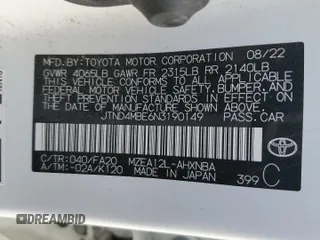 MFD.BY:TOYOTA MOTOR CORPORATION 08/22
GVWR 4065LB GAWR FR 2315LB RR 2140LB
THIS VEHICLE CONFORMS TO ALL APPLICABLE
FEDERAL MOTOR VEHICLE SAFETY, BUMPER, AND
THEFT PREVENTION STANDARDS IN EFFECT ON
THE DATE OF MANUFACTURE SHOWN ABOVE.
JTND4MBE6N3190149 PASS.CAR
C/TR:040/FA20 MZEA12L-AHXNBA
A/TM:-02A/K120 MADE IN JAPAN 399 C
TOYOTA
DREAMBID